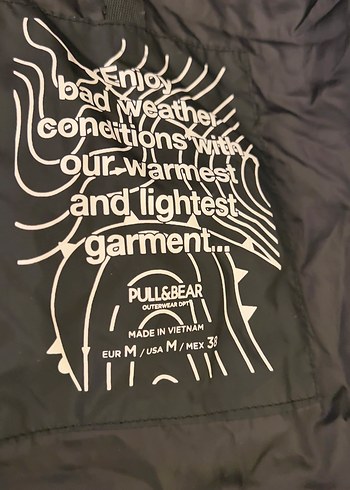 Enjoy
bad weather
conditions with
our warmest
and lightest
garment...
PULL&BEAR
OUTERWEAR DPT
MADE IN VIETNAM
EUR M / USA M / MEX 38